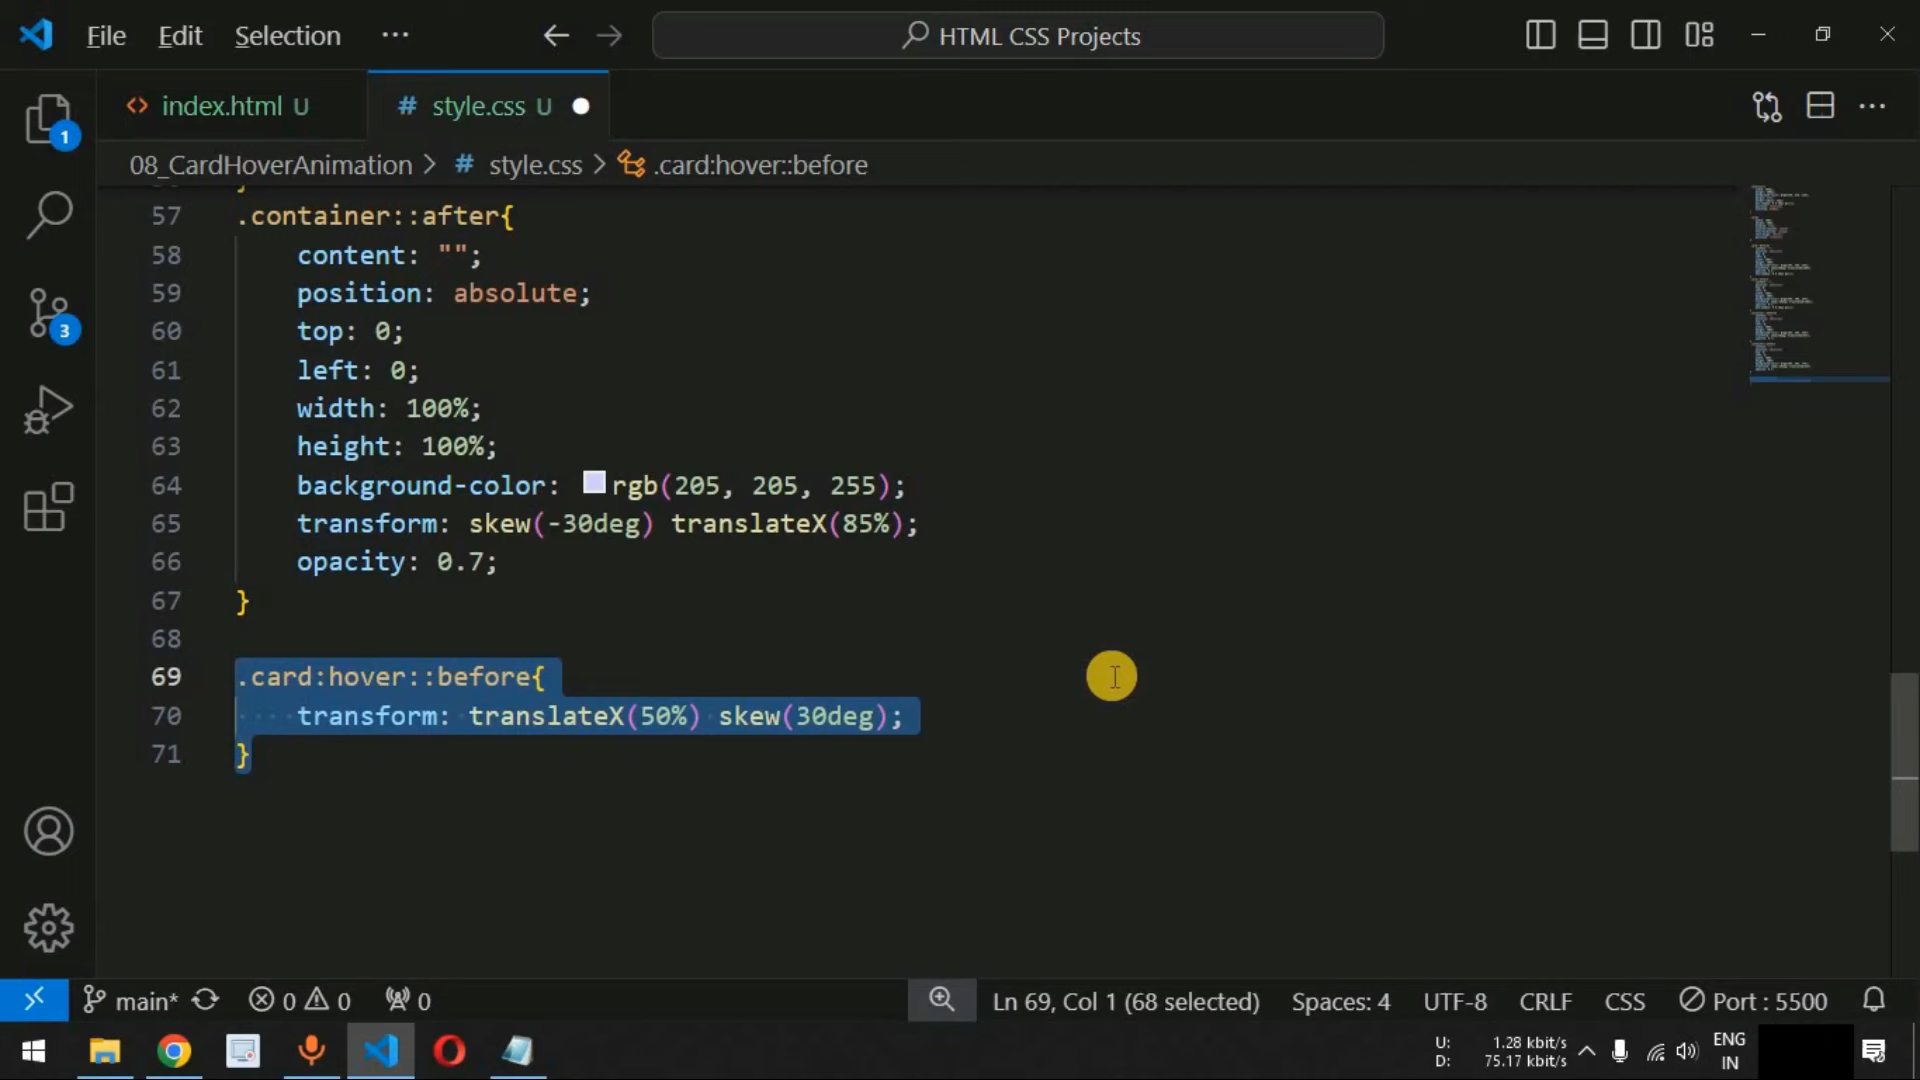 File Edit Selection ··· HTML CSS Projects
index.html U # style.css U
08_CardHoverAnimation > # style.css > .card:hover::before
57 .container::after{
58 content: "";
59 position: absolute;
60 top: 0;
61 left: 0;
62 width: 100%;
63 height: 100%;
64 background-color: rgb(205, 205, 255);
65 transform: skew(-30deg) translateX(85%);
66 opacity: 0.7;
67 }
68
69 .card:hover::before{
70 transform: translateX(50%) skew(30deg);
71 }
1
3
main* 0 0 0 Ln 69, Col 1 (68 selected) Spaces: 4 UTF-8 CRLF CSS Port : 5500
U: 1.28 kbit/s
D: 75.17 kbit/s
ENG
IN